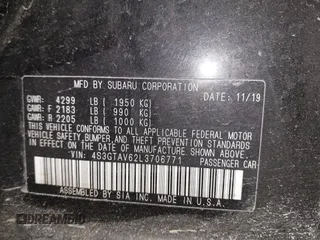 MFD BY SUBARU CORPORATION
GVWR: 4299 LB ( 1950 KG) DATE: 11/19
GAWR: F 2183 LB ( 990 KG)
GAWR: R 2205 LB ( 1000 KG)
THIS VEHICLE CONFORMS TO ALL APPLICABLE FEDERAL MOTOR
VEHICLE SAFETY, BUMPER, AND THEFT PREVENTION STANDARDS
IN EFFECT ON THE DATE OF MANUFACTURE SHOWN ABOVE.
VIN: 4S3GTAV62L3706771 PASSENGER CAR
ASSEMBLED BY SIA INC. MADE IN U.S.A.
DREAMBID